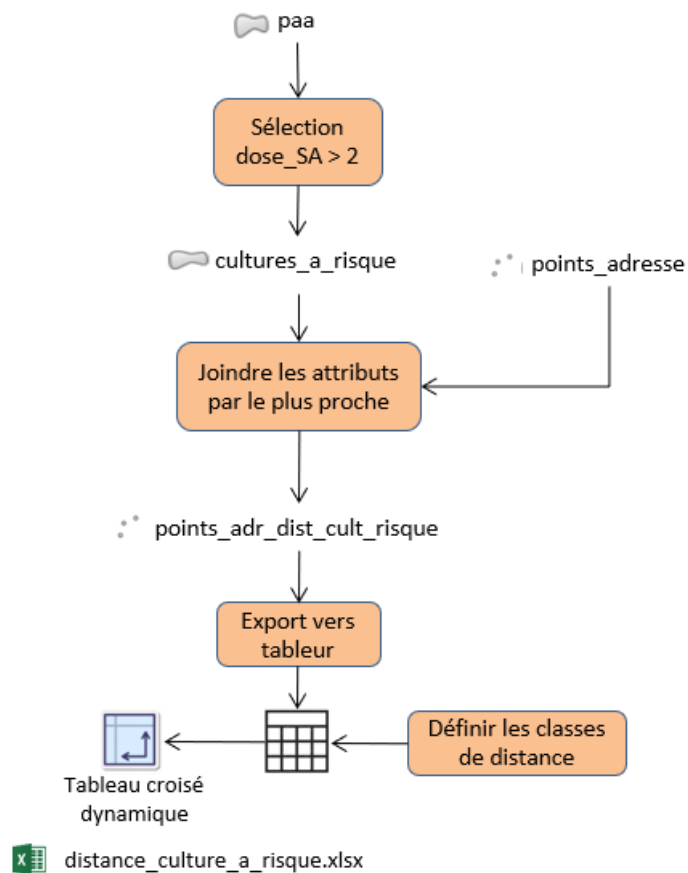 paa
Sélection
dose_SA > 2
cultures_a_risque
points_adresse
Joindre les attributs
par le plus proche
points_adr_dist_cult_risque
Export vers
tableur
Définir les classes
de distance
Tableau croisé
dynamique
distance_culture_a_risque.xlsx